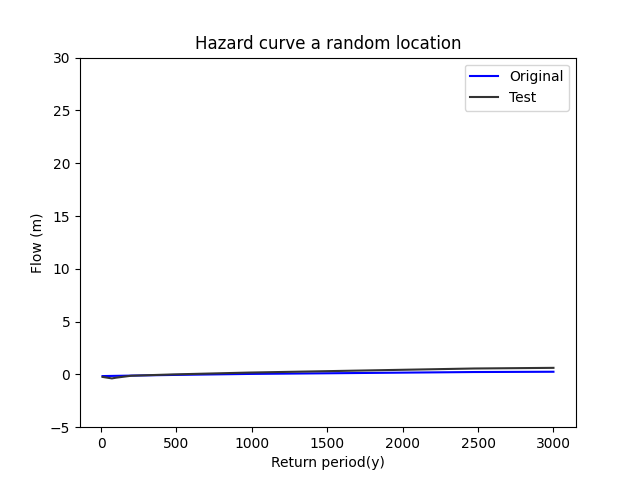 Hazard curve a random location
Original
Test
Flow (m)
30
25
20
15
10
5
0
−5
0 500 1000 1500 2000 2500 3000
Return period(y)